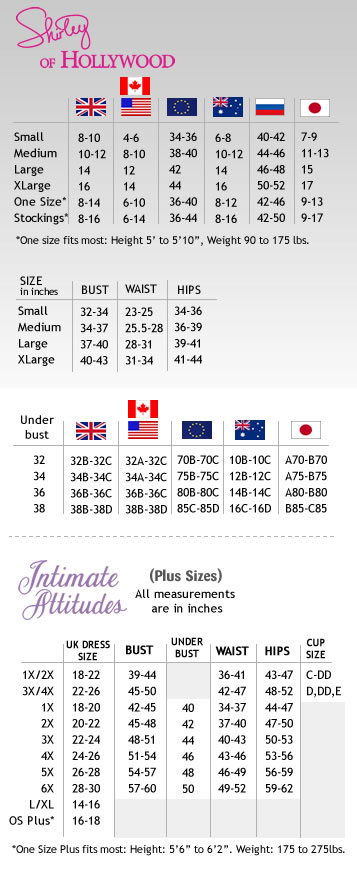 Shirley
OF HOLLYWOOD
Small 8-10 4-6 34-36 6-8 40-42 7-9
Medium 10-12 8-10 38-40 10-12 44-46 11-13
Large 14 12 42 14 46-48 15
XLarge 16 14 44 16 50-52 17
One Size* 8-14 6-10 36-40 8-12 42-46 9-13
Stockings* 8-16 6-14 36-44 8-16 42-50 9-17
*One size fits most: Height 5’ to 5’10”, Weight 90 to 175 lbs.
SIZE
in inches BUST WAIST HIPS
Small 32-34 23-25 34-36
Medium 34-37 25.5-28 36-39
Large 37-40 28-31 39-41
XLarge 40-43 31-34 41-44
Under
bust
32 32B-32C 32A-32C 70B-70C 10B-10C A70-B70
34 34B-34C 34A-34C 75B-75C 12B-12C A75-B75
36 36B-36C 36B-36C 80B-80C 14B-14C A80-B80
38 38B-38D 38B-38D 85C-85D 16C-16D B85-C85
Intimate
Attitudes
(Plus Sizes)
All measurements
are in inches
UK DRESS
SIZE BUST UNDER
BUST WAIST HIPS CUP
SIZE
1X/2X 18-22 39-44 36-41 43-47 C-DD
3X/4X 22-26 45-50 42-47 48-52 D,DD,E
1X 18-20 42-45 40 34-37 44-47
2X 20-22 45-48 42 37-40 47-50
3X 22-24 48-51 44 40-43 50-53
4X 24-26 51-54 46 43-46 53-56
5X 26-28 54-57 48 46-49 56-59
6X 28-30 57-60 50 49-52 59-62
L/XL 14-16
OS Plus* 16-18
*One Size Plus fits most: Height: 5’6” to 6’2”. Weight: 175 to 275lbs.